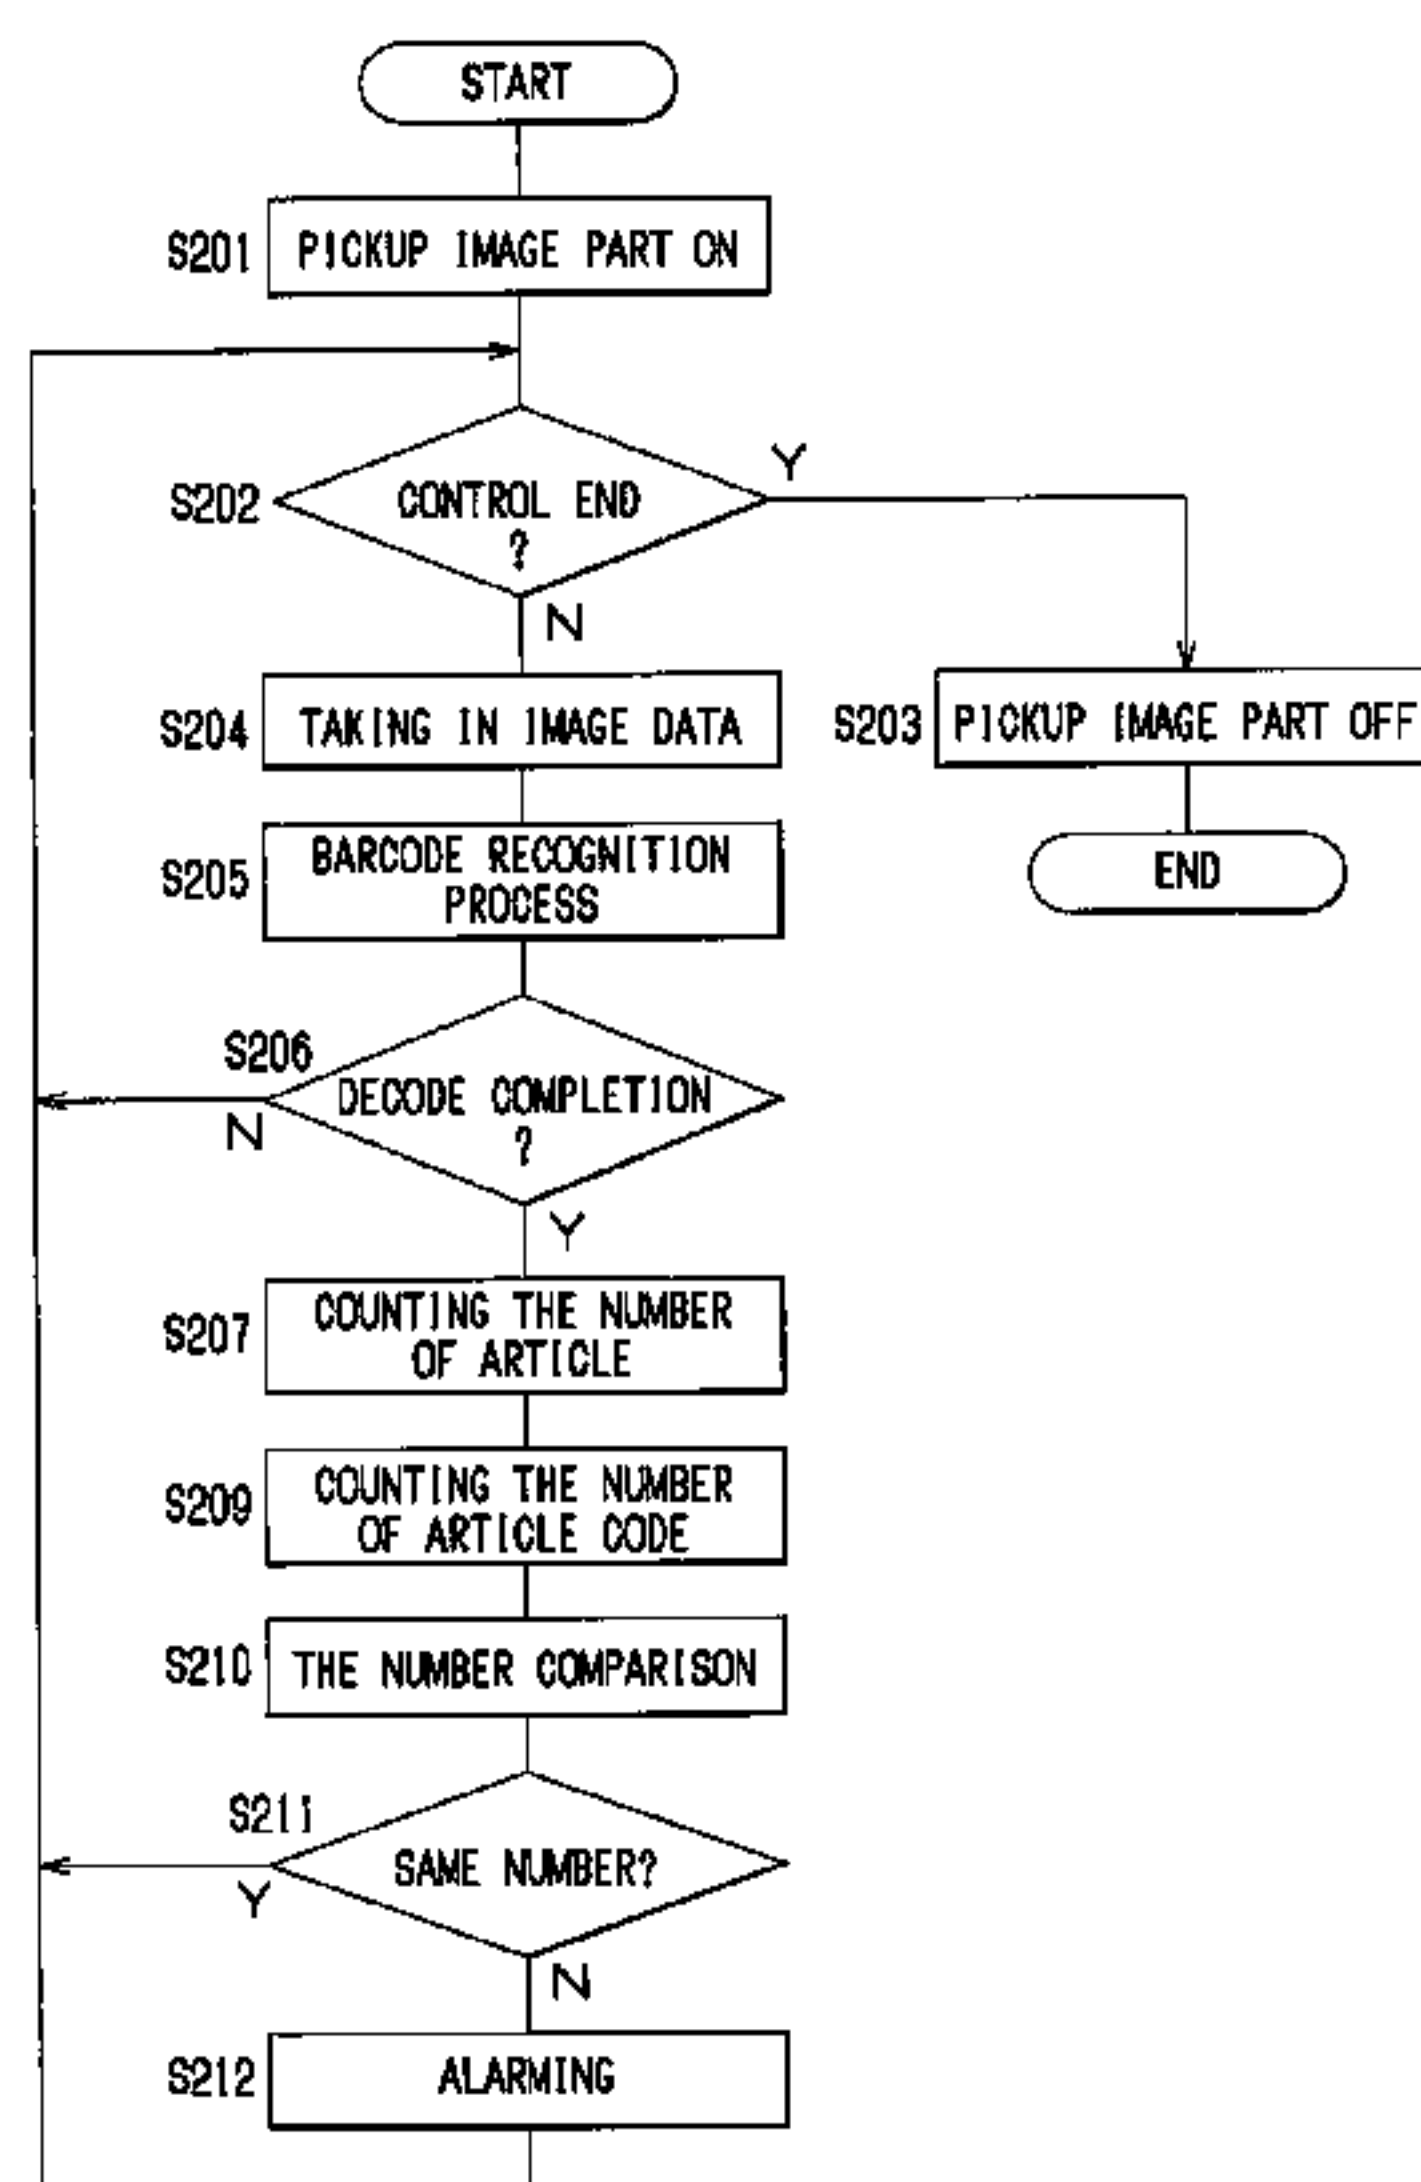 START
S201 PICKUP IMAGE PART ON
Y
S202 CONTROL END
?
N
S204 TAKING IN IMAGE DATA
S203 PICKUP IMAGE PART OFF
S205 BARCODE RECOGNITION
PROCESS
END
S206
DECODE COMPLETION
N
?
Y
S207 COUNTING THE NUMBER
OF ARTICLE
S209 COUNTING THE NUMBER
OF ARTICLE CODE
S210 THE NUMBER COMPARISON
S211
SAME NUMBER?
Y
N
S212 ALARMING